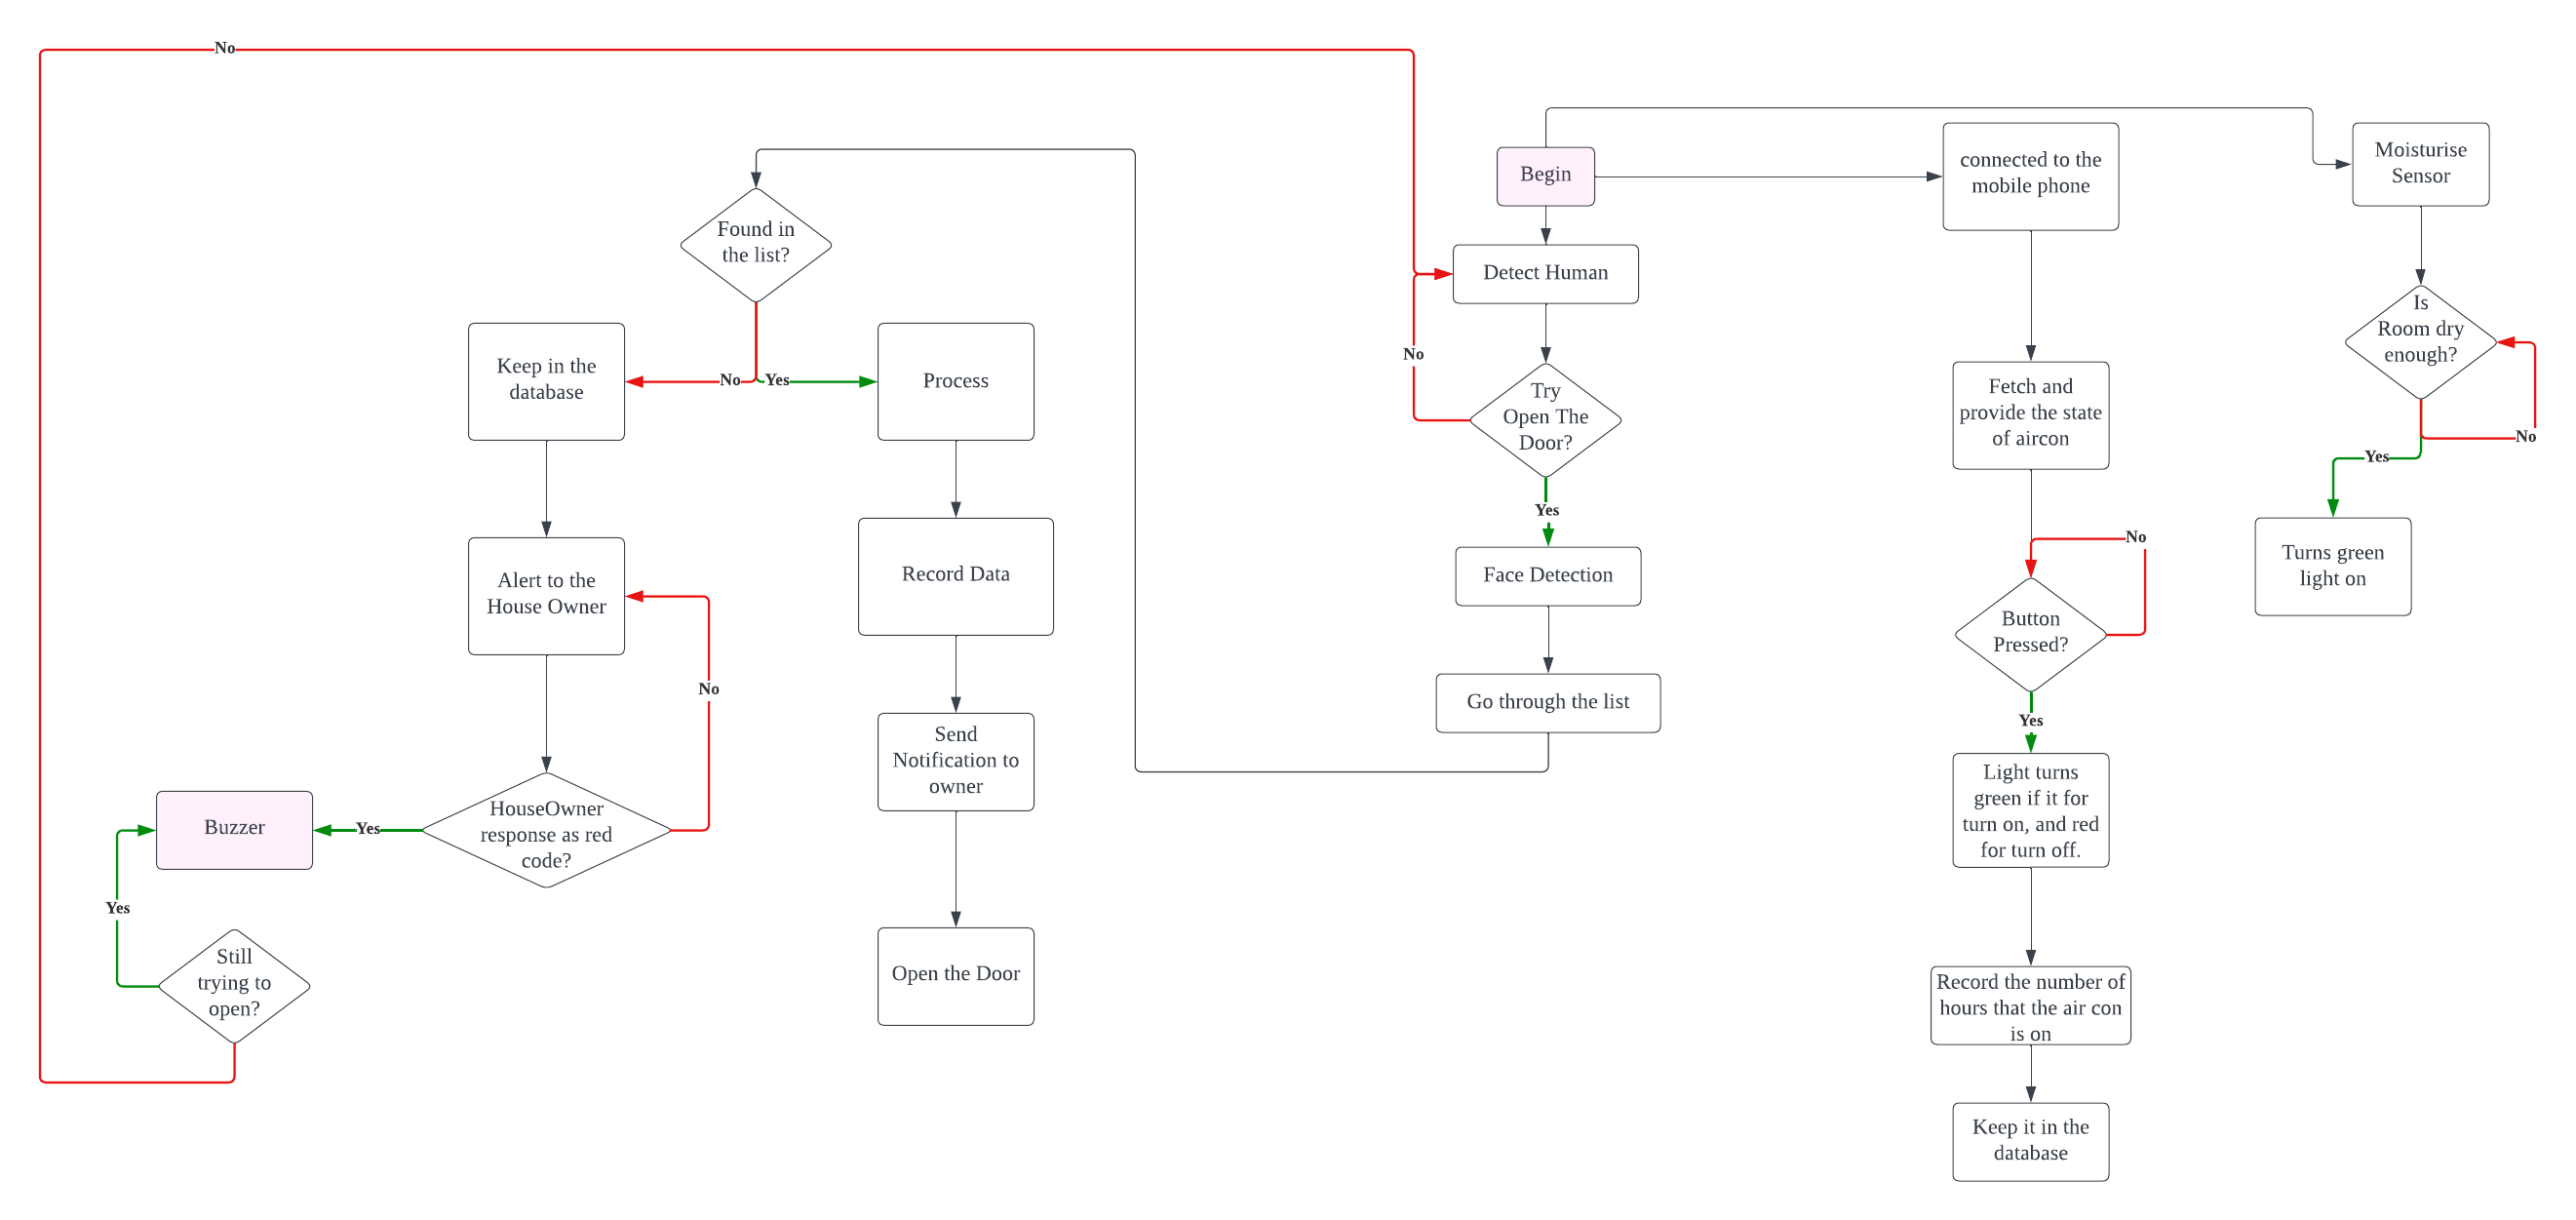 No
Begin
connected to the
mobile phone
Moisturise
Sensor
Found in
the list?
Detect Human
Is
Room dry
enough?
No
Keep in the
database
No
Yes
Process
Try
Open The
Door?
Fetch and
provide the state
of aircon
No
Yes
Yes
No
Alert to the
House Owner
Record Data
Face Detection
Turns green
light on
Button
Pressed?
No
Go through the list
Yes
Send
Notification to
owner
Light turns
green if it for
turn on, and red
for turn off.
Buzzer
Yes
HouseOwner
response as red
code?
Yes
Still
trying to
open?
Open the Door
Record the number of
hours that the air con
is on
Keep it in the
database